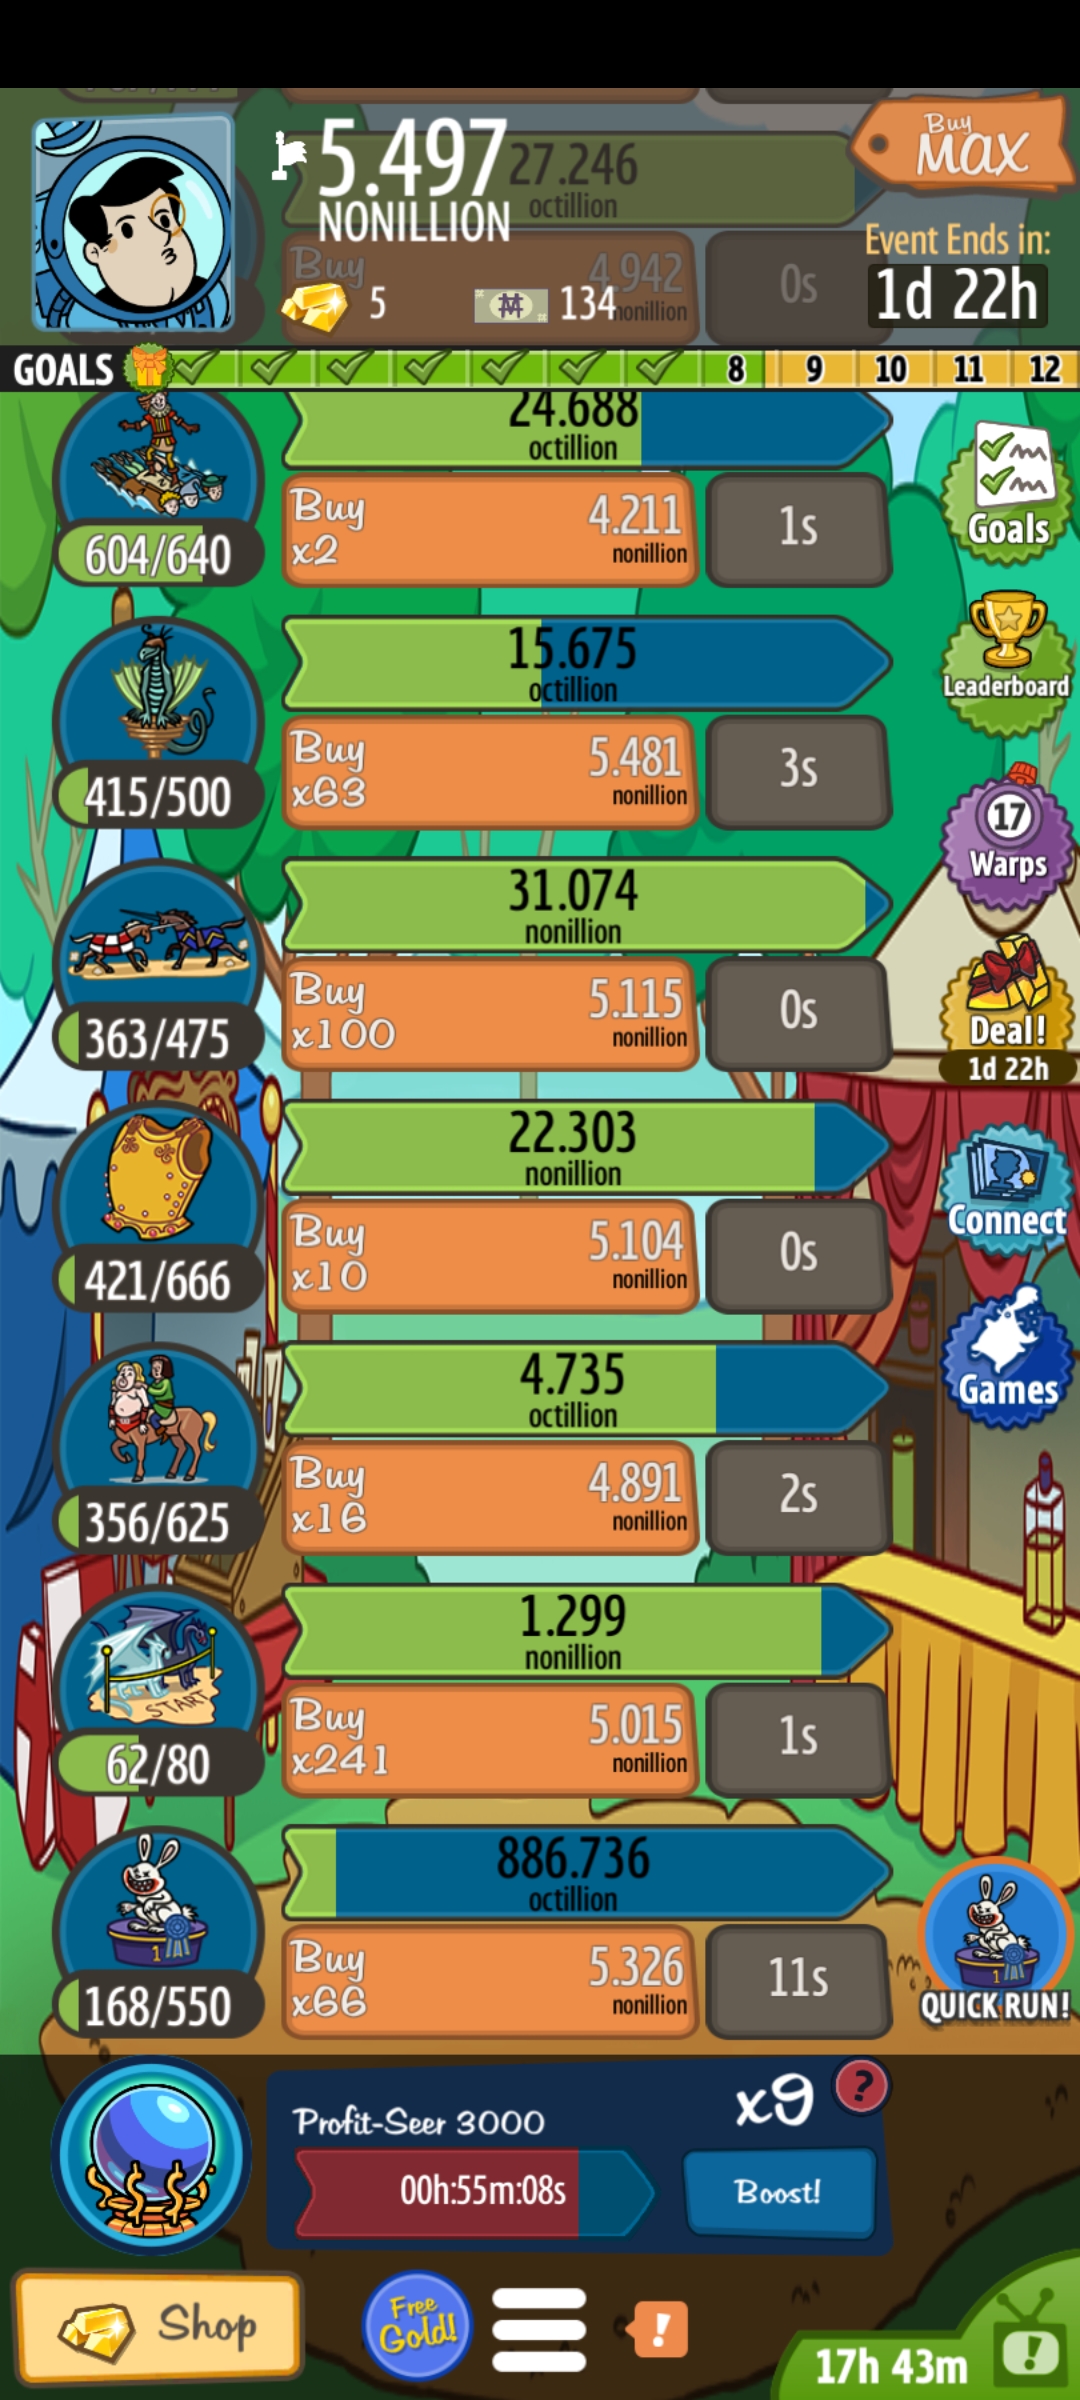 5.497
NONILLION
27.246
octillion
Buy
MAX
Buy
4.942
nonillion
0s
5
134
Event Ends in:
1d 22h
GOALS
8 9 10 11 12
24.688
octillion
604/640
Buy
x2
4.211
nonillion
1s
Goals
15.675
octillion
415/500
Buy
x63
5.481
nonillion
3s
Leaderboard
17
Warps
31.074
nonillion
363/475
Buy
x100
5.115
nonillion
0s
Deal!
1d 22h
22.303
nonillion
421/666
Buy
x10
5.104
nonillion
0s
Connect
4.735
octillion
356/625
Buy
x16
4.891
nonillion
2s
Games
1.299
nonillion
START
62/80
Buy
x241
5.015
nonillion
1s
886.736
octillion
1
168/550
Buy
x66
5.326
nonillion
11s
1
QUICK RUN!
Profit-Seer 3000
x9
?
00h:55m:08s
Boost!
Shop
Free
Gold!
!
17h 43m
!